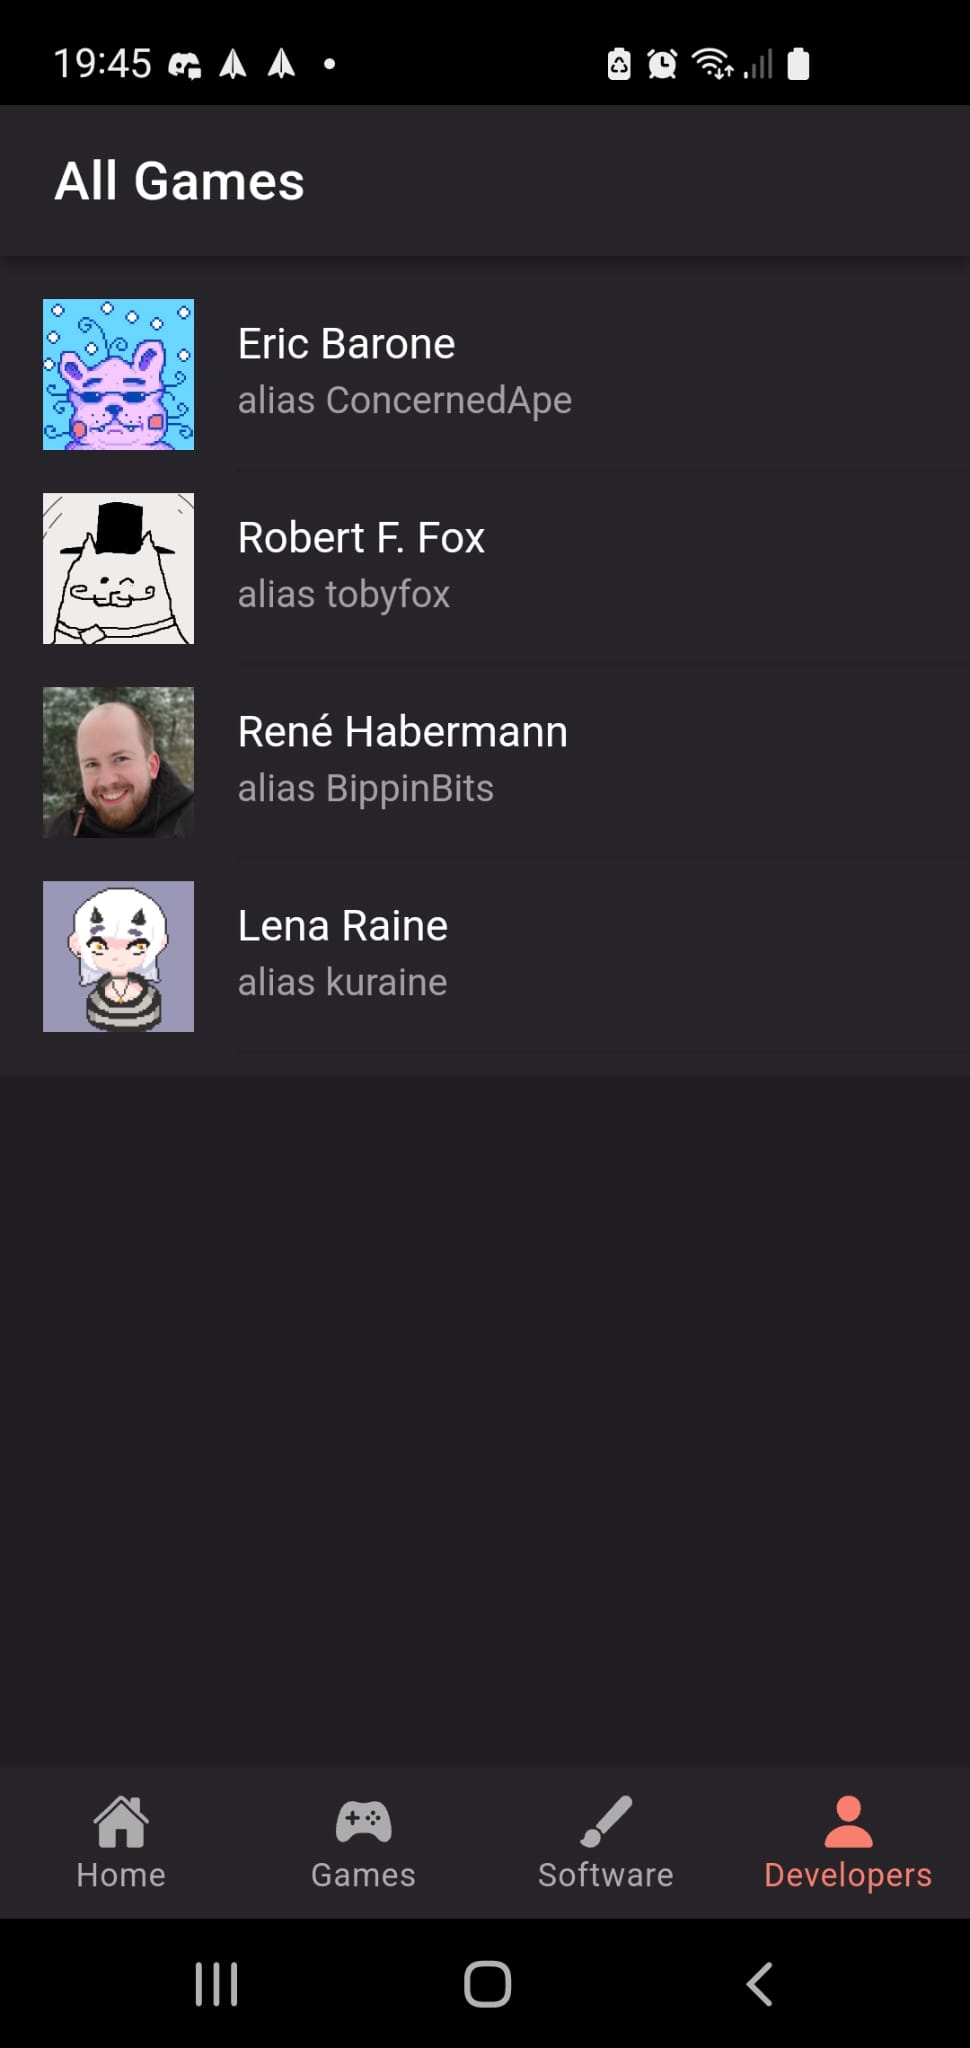 19:45
All Games
Eric Barone
alias ConcernedApe
Robert F. Fox
alias tobyfox
René Habermann
alias BippinBits
Lena Raine
alias kuraine
Home
Games
Software
Developers